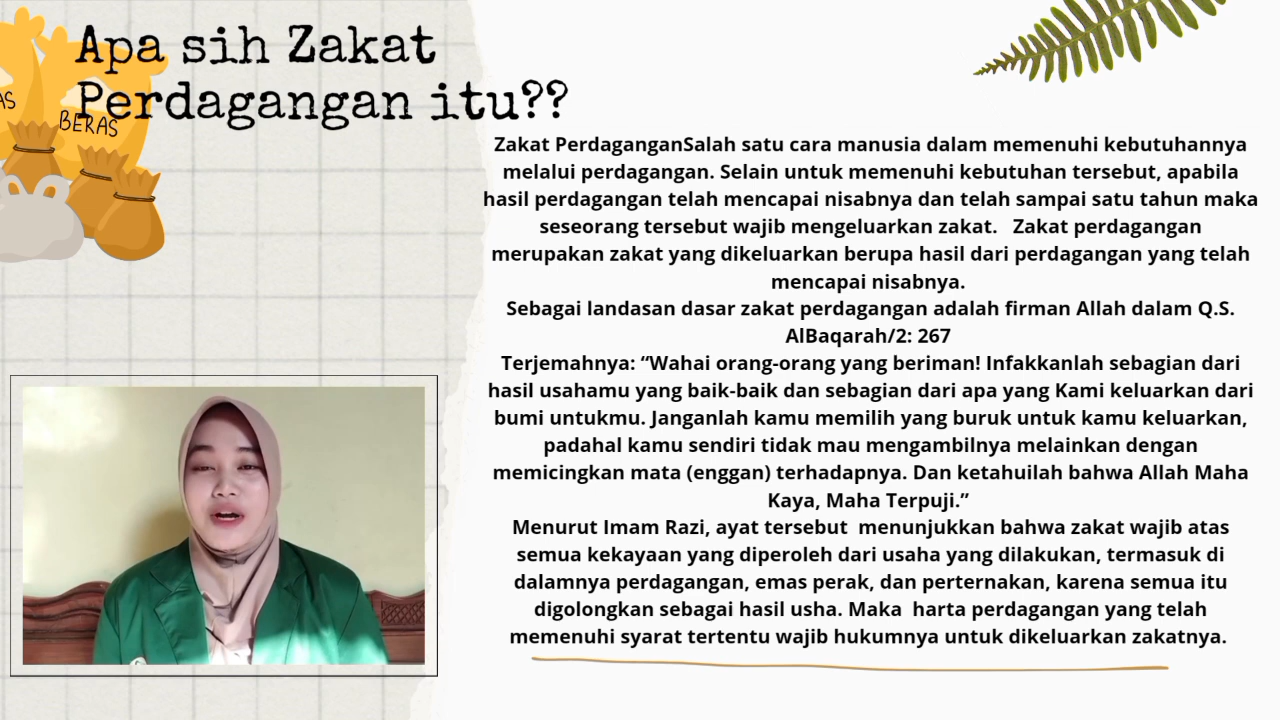 Apa sih Zakat
Perdagangan itu??
AS
BERAS
Zakat PerdaganganSalah satu cara manusia dalam memenuhi kebutuhannya
melalui perdagangan. Selain untuk memenuhi kebutuhan tersebut, apabila
hasil perdagangan telah mencapai nisabnya dan telah sampai satu tahun maka
seseorang tersebut wajib mengeluarkan zakat.   Zakat perdagangan
merupakan zakat yang dikeluarkan berupa hasil dari perdagangan yang telah
mencapai nisabnya.
Sebagai landasan dasar zakat perdagangan adalah firman Allah dalam Q.S.
AlBaqarah/2: 267
Terjemahnya: “Wahai orang-orang yang beriman! Infakkanlah sebagian dari
hasil usahamu yang baik-baik dan sebagian dari apa yang Kami keluarkan dari
bumi untukmu. Janganlah kamu memilih yang buruk untuk kamu keluarkan,
padahal kamu sendiri tidak mau mengambilnya melainkan dengan
memicingkan mata (enggan) terhadapnya. Dan ketahuilah bahwa Allah Maha
Kaya, Maha Terpuji.”
Menurut Imam Razi, ayat tersebut  menunjukkan bahwa zakat wajib atas
semua kekayaan yang diperoleh dari usaha yang dilakukan, termasuk di
dalamnya perdagangan, emas perak, dan perternakan, karena semua itu
digolongkan sebagai hasil usha. Maka  harta perdagangan yang telah
memenuhi syarat tertentu wajib hukumnya untuk dikeluarkan zakatnya.